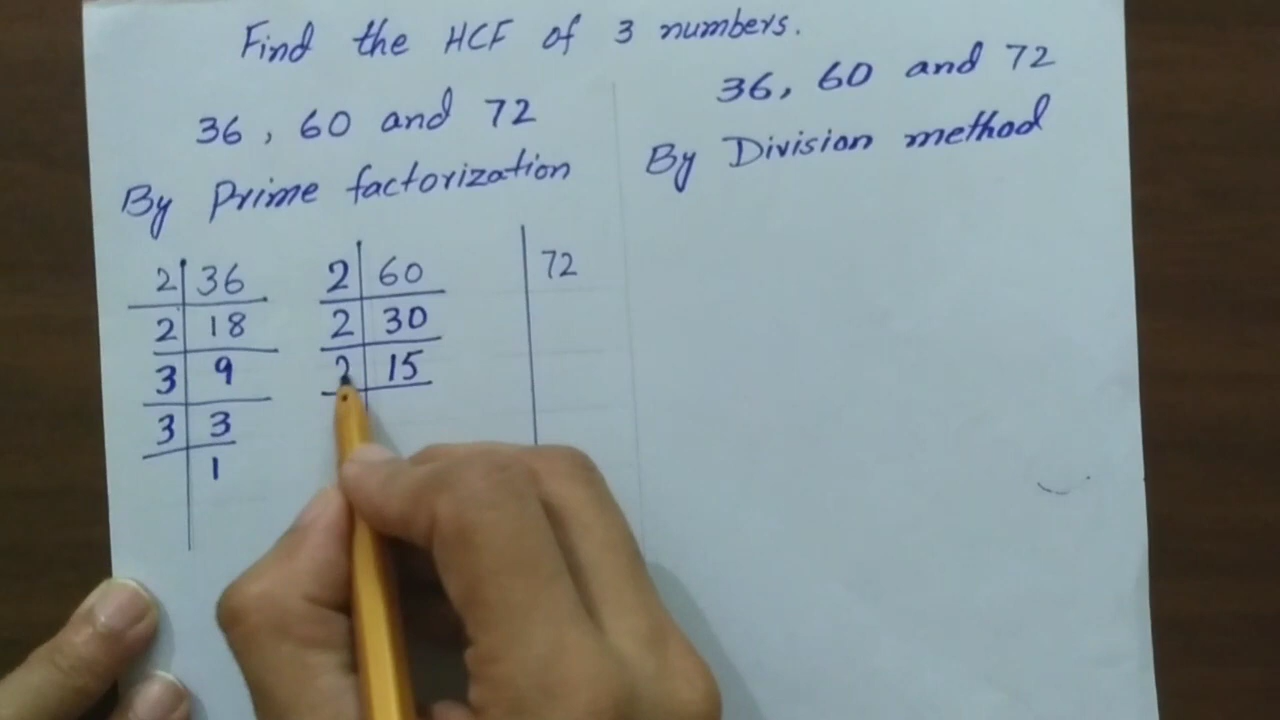 Find the HCF of 3 numbers.
36, 60 and 72
By Prime factorization
2 36
2 18
3 9
3 3
1
2 60
2 30
15
72
36, 60 and 72
By Division method